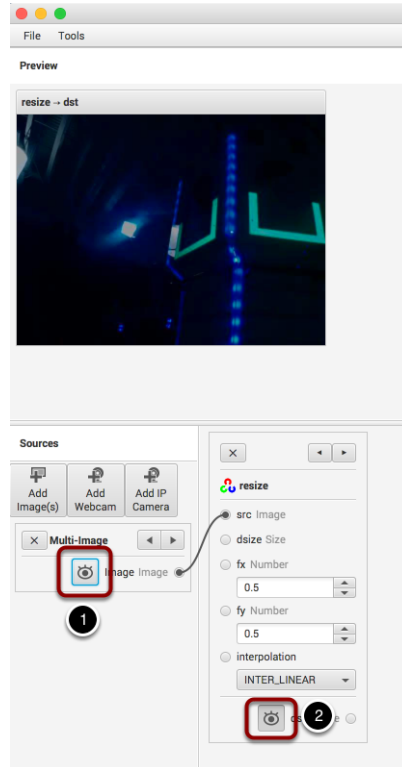 File Tools
Preview
resize → dst
Sources
Add Image(s)
Add Webcam
Add IP Camera
Multi-Image
Image Image
1
resize
src Image
dsize Size
fx Number
0.5
fy Number
0.5
interpolation
INTER_LINEAR
2